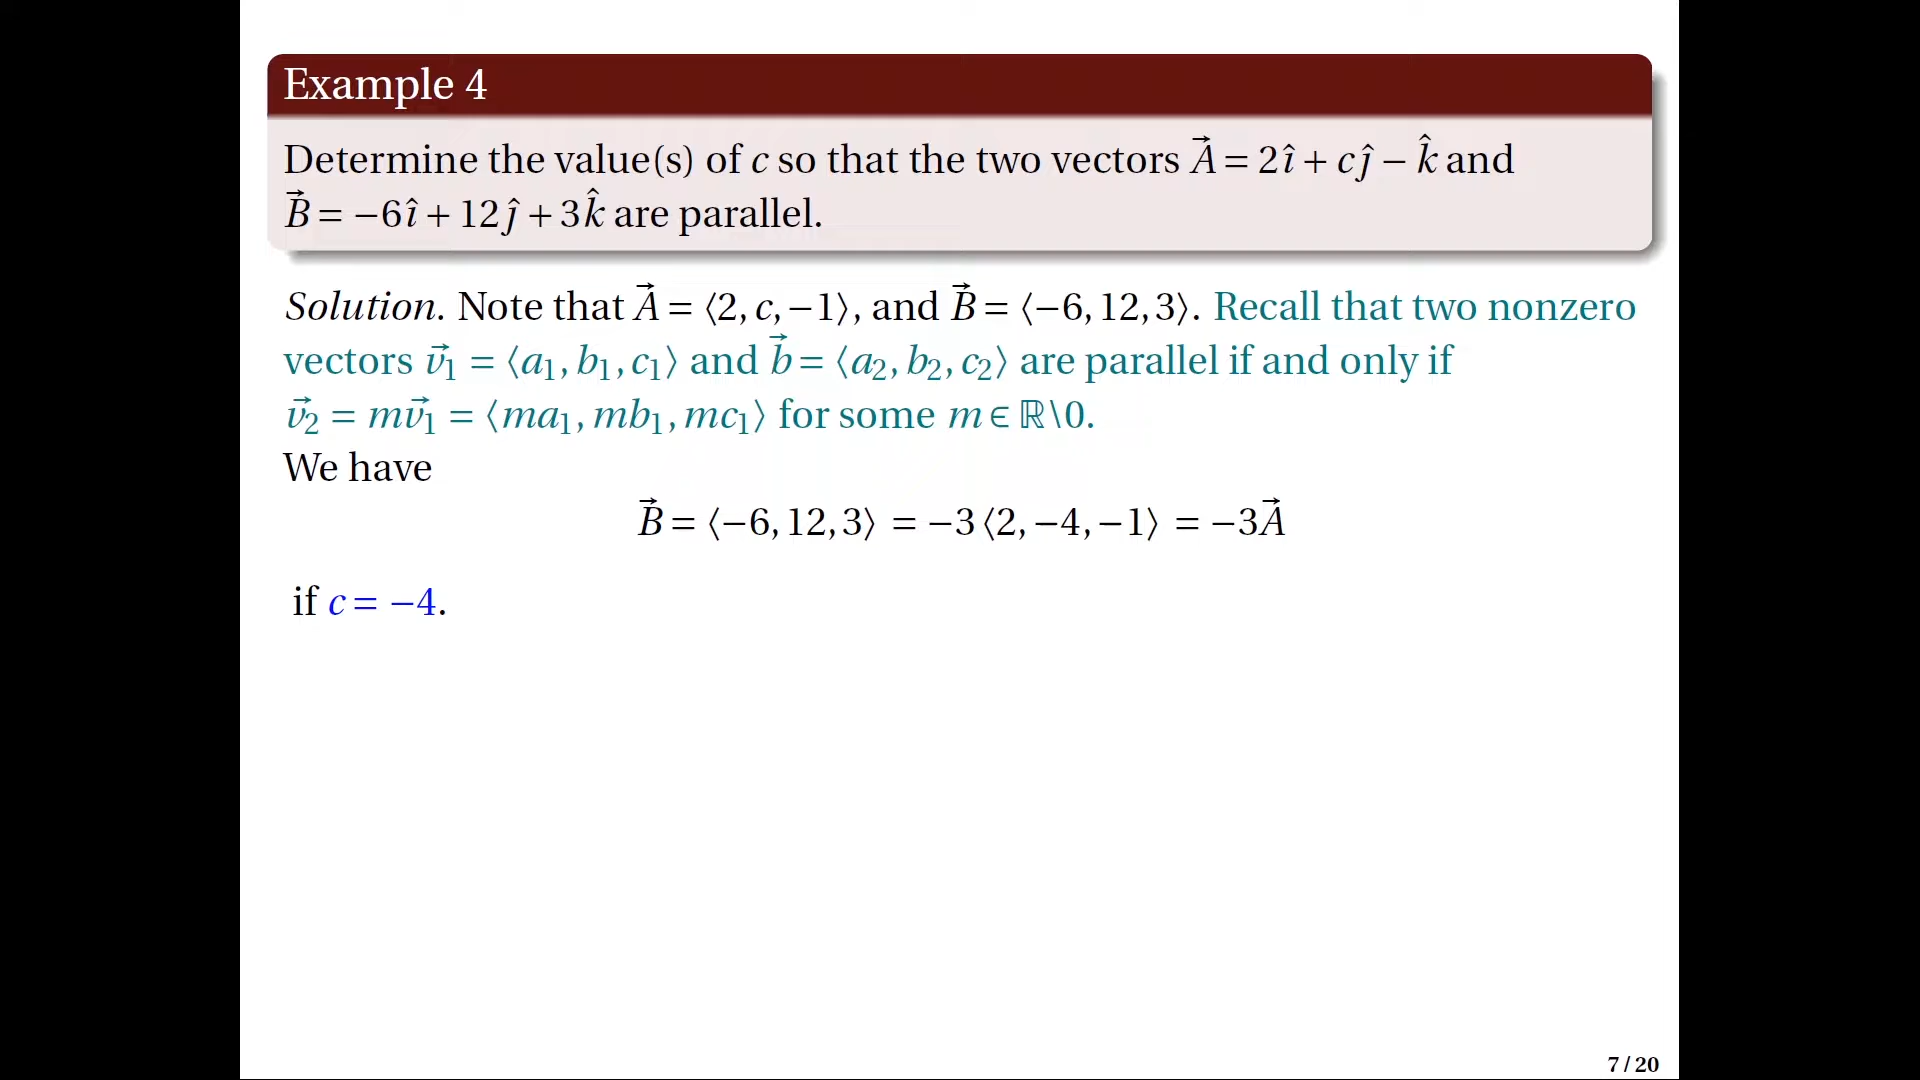 Example 4
Determine the value(s) of c so that the two vectors A⃗ = 2î + cĵ − k̂ and
B⃗ = −6î + 12ĵ + 3k̂ are parallel.
Solution. Note that A⃗ = ⟨2, c, −1⟩, and B⃗ = ⟨−6, 12, 3⟩. Recall that two nonzero
vectors v⃗₁ = ⟨a₁, b₁, c₁⟩ and b⃗ = ⟨a₂, b₂, c₂⟩ are parallel if and only if
v⃗₂ = mv⃗₁ = ⟨ma₁, mb₁, mc₁⟩ for some m ∈ ℝ\0.
We have
B⃗ = ⟨−6, 12, 3⟩ = −3 ⟨2, −4, −1⟩ = −3A⃗
if c = −4.
7 / 20